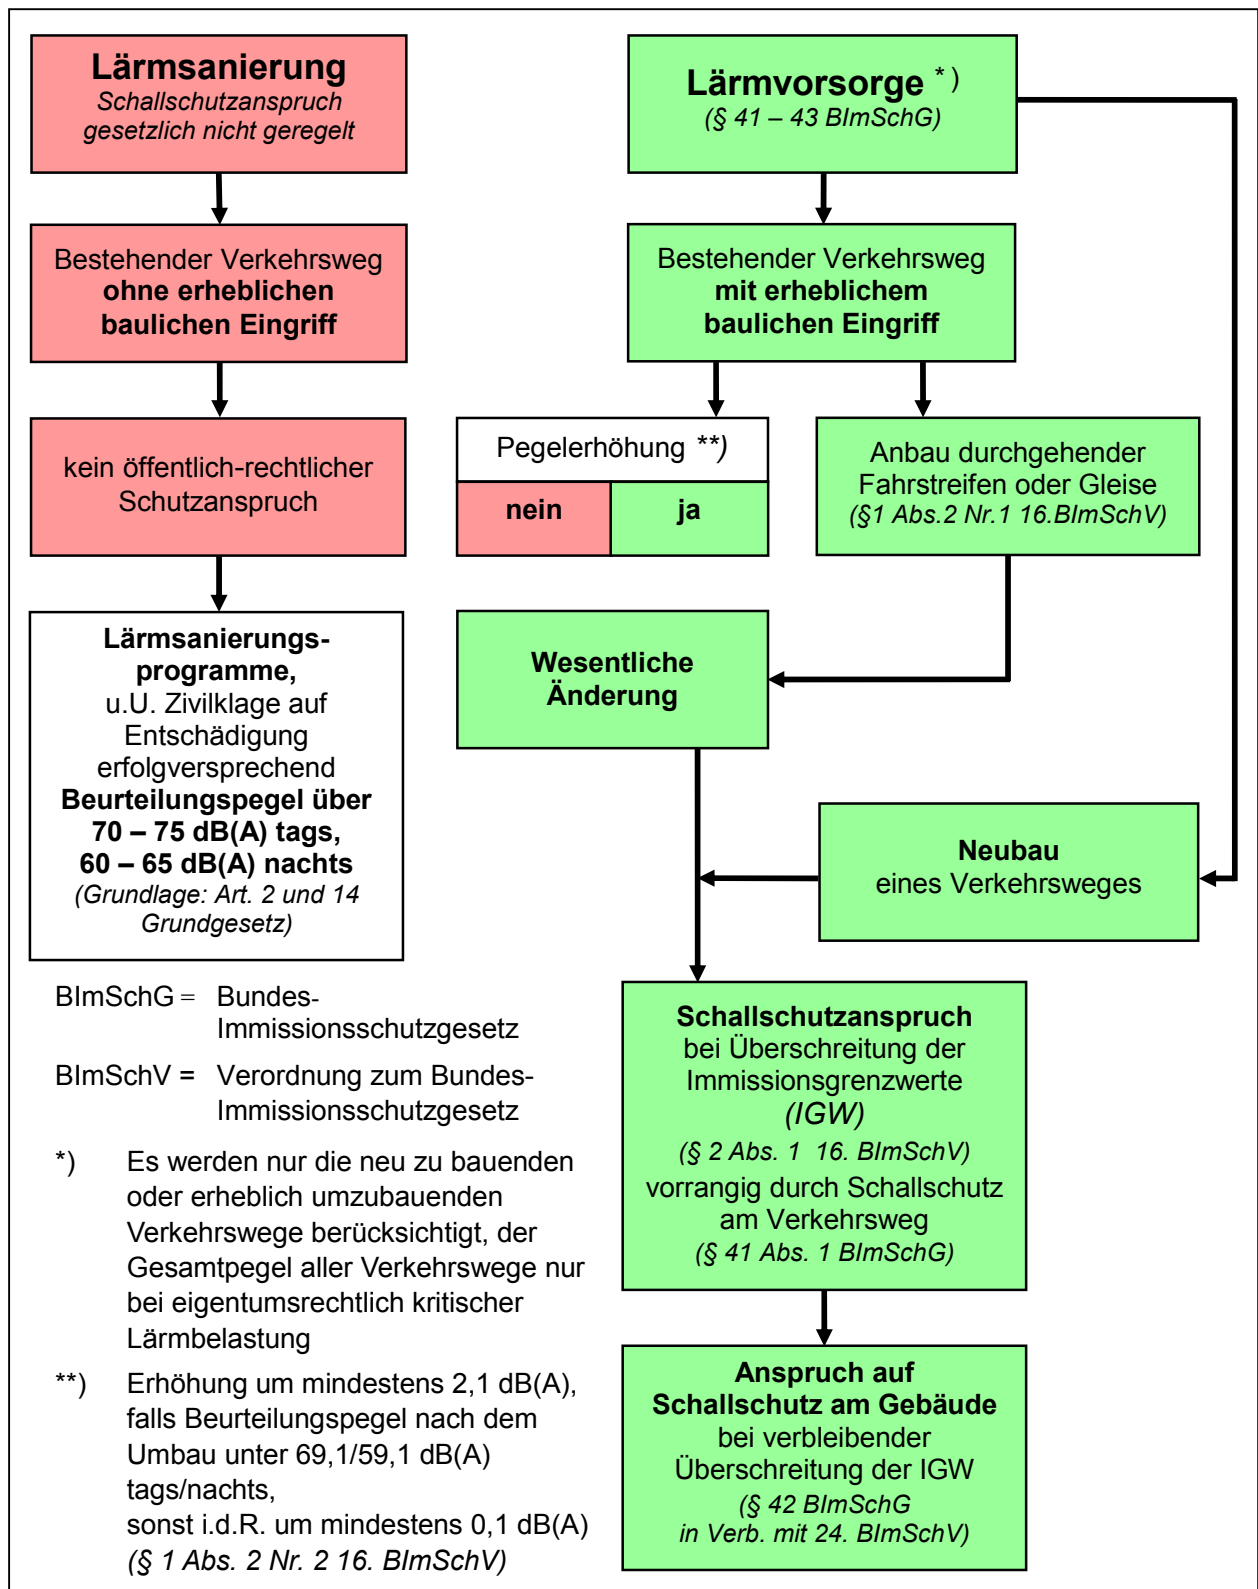 Lärmsanierung
Schallschutzanspruch
gesetzlich nicht geregelt
Bestehender Verkehrsweg
ohne erheblichen
baulichen Eingriff
kein öffentlich-rechtlicher
Schutzanspruch
Lärmsanierungs-
programme,
u.U. Zivilklage auf
Entschädigung
erfolgversprechend
Beurteilungspegel über
70 – 75 dB(A) tags,
60 – 65 dB(A) nachts
(Grundlage: Art. 2 und 14
Grundgesetz)
Lärmvorsorge *)
(§ 41 – 43 BImSchG)
Bestehender Verkehrsweg
mit erheblichem
baulichen Eingriff
Pegelerhöhung **)
nein ja
Anbau durchgehender
Fahrstreifen oder Gleise
(§1 Abs.2 Nr.1 16.BImSchV)
Wesentliche
Änderung
Neubau
eines Verkehrsweges
Schallschutzanspruch
bei Überschreitung der
Immissionsgrenzwerte
(IGW)
(§ 2 Abs. 1 16. BImSchV)
vorrangig durch Schallschutz
am Verkehrsweg
(§ 41 Abs. 1 BImSchG)
Anspruch auf
Schallschutz am Gebäude
bei verbleibender
Überschreitung der IGW
(§ 42 BImSchG
in Verb. mit 24. BImSchV)
BImSchG = Bundes-
Immissionsschutzgesetz
BImSchV = Verordnung zum Bundes-
Immissionsschutzgesetz
*) Es werden nur die neu zu bauenden
oder erheblich umzubauenden
Verkehrswege berücksichtigt, der
Gesamtpegel aller Verkehrswege nur
bei eigentumsrechtlich kritischer
Lärmbelastung
**) Erhöhung um mindestens 2,1 dB(A),
falls Beurteilungspegel nach dem
Umbau unter 69,1/59,1 dB(A)
tags/nachts,
sonst i.d.R. um mindestens 0,1 dB(A)
(§ 1 Abs. 2 Nr. 2 16. BImSchV)